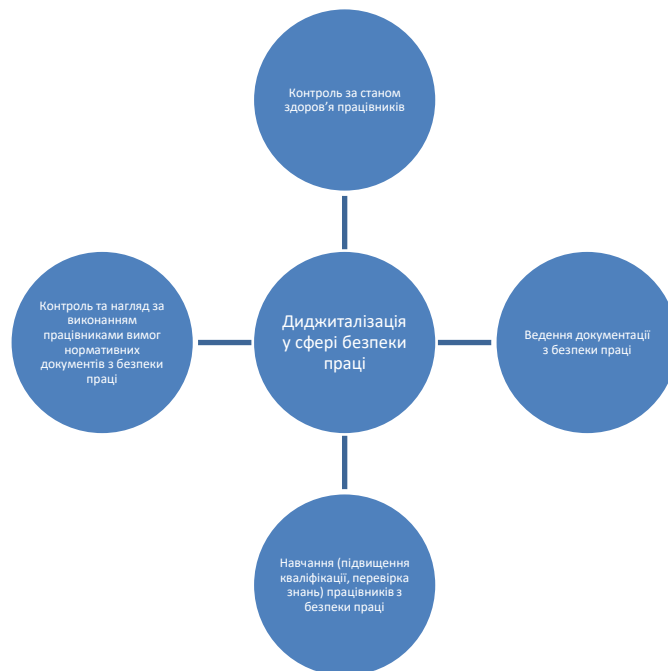 Контроль за станом
здоров’я працівників
Контроль та нагляд за
виконанням
працівниками вимог
нормативних
документів з безпеки
праці
Диджиталізація
у сфері безпеки
праці
Ведення документації
з безпеки праці
Навчання (підвищення
кваліфікації, перевірка
знань) працівників з
безпеки праці